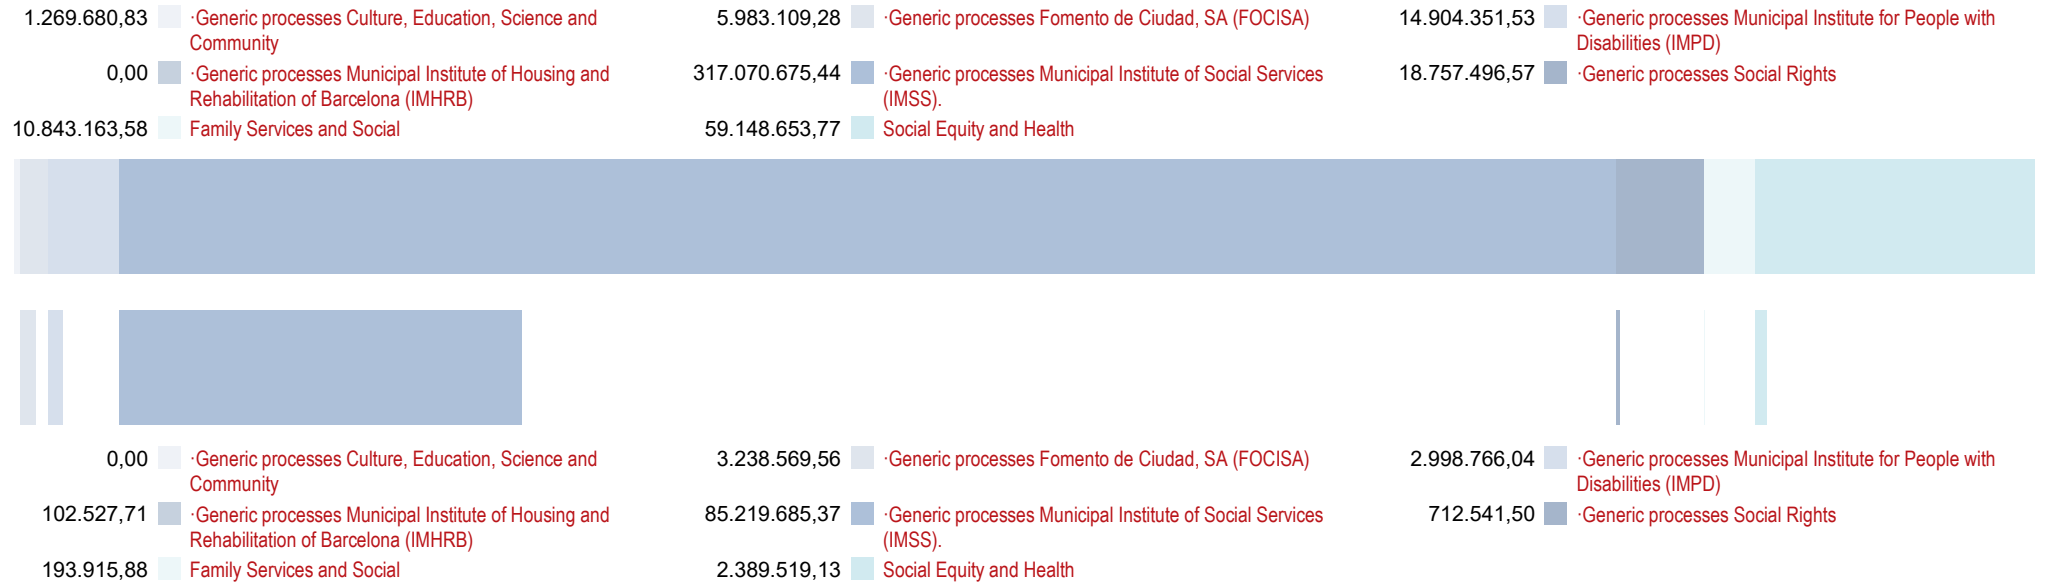 1.269.680,83 ·Generic processes Culture, Education, Science and
Community
5.983.109,28 ·Generic processes Fomento de Ciudad, SA (FOCISA)
14.904.351,53 ·Generic processes Municipal Institute for People with
Disabilities (IMPD)
0,00 ·Generic processes Municipal Institute of Housing and
Rehabilitation of Barcelona (IMHRB)
317.070.675,44 ·Generic processes Municipal Institute of Social Services
(IMSS).
18.757.496,57 ·Generic processes Social Rights
10.843.163,58 Family Services and Social
59.148.653,77 Social Equity and Health
0,00 ·Generic processes Culture, Education, Science and
Community
3.238.569,56 ·Generic processes Fomento de Ciudad, SA (FOCISA)
2.998.766,04 ·Generic processes Municipal Institute for People with
Disabilities (IMPD)
102.527,71 ·Generic processes Municipal Institute of Housing and
Rehabilitation of Barcelona (IMHRB)
85.219.685,37 ·Generic processes Municipal Institute of Social Services
(IMSS).
712.541,50 ·Generic processes Social Rights
193.915,88 Family Services and Social
2.389.519,13 Social Equity and Health